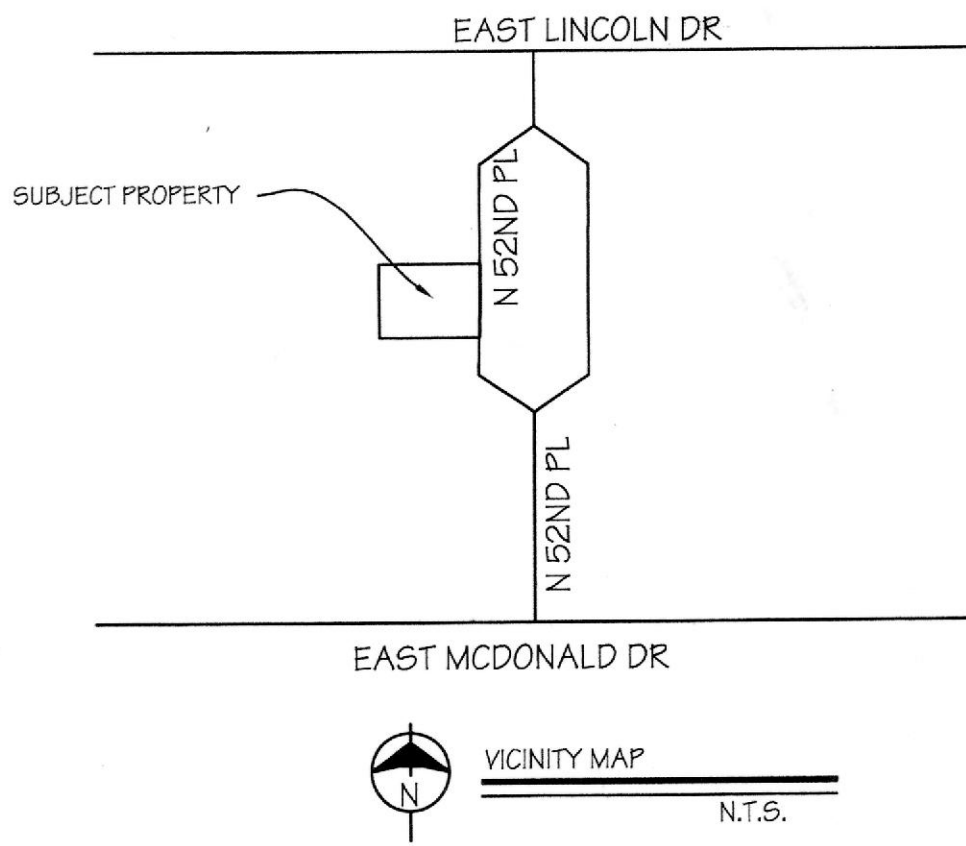 EAST LINCOLN DR
SUBJECT PROPERTY
N 52ND PL
N 52ND PL
EAST MCDONALD DR
N
VICINITY MAP
N.T.S.